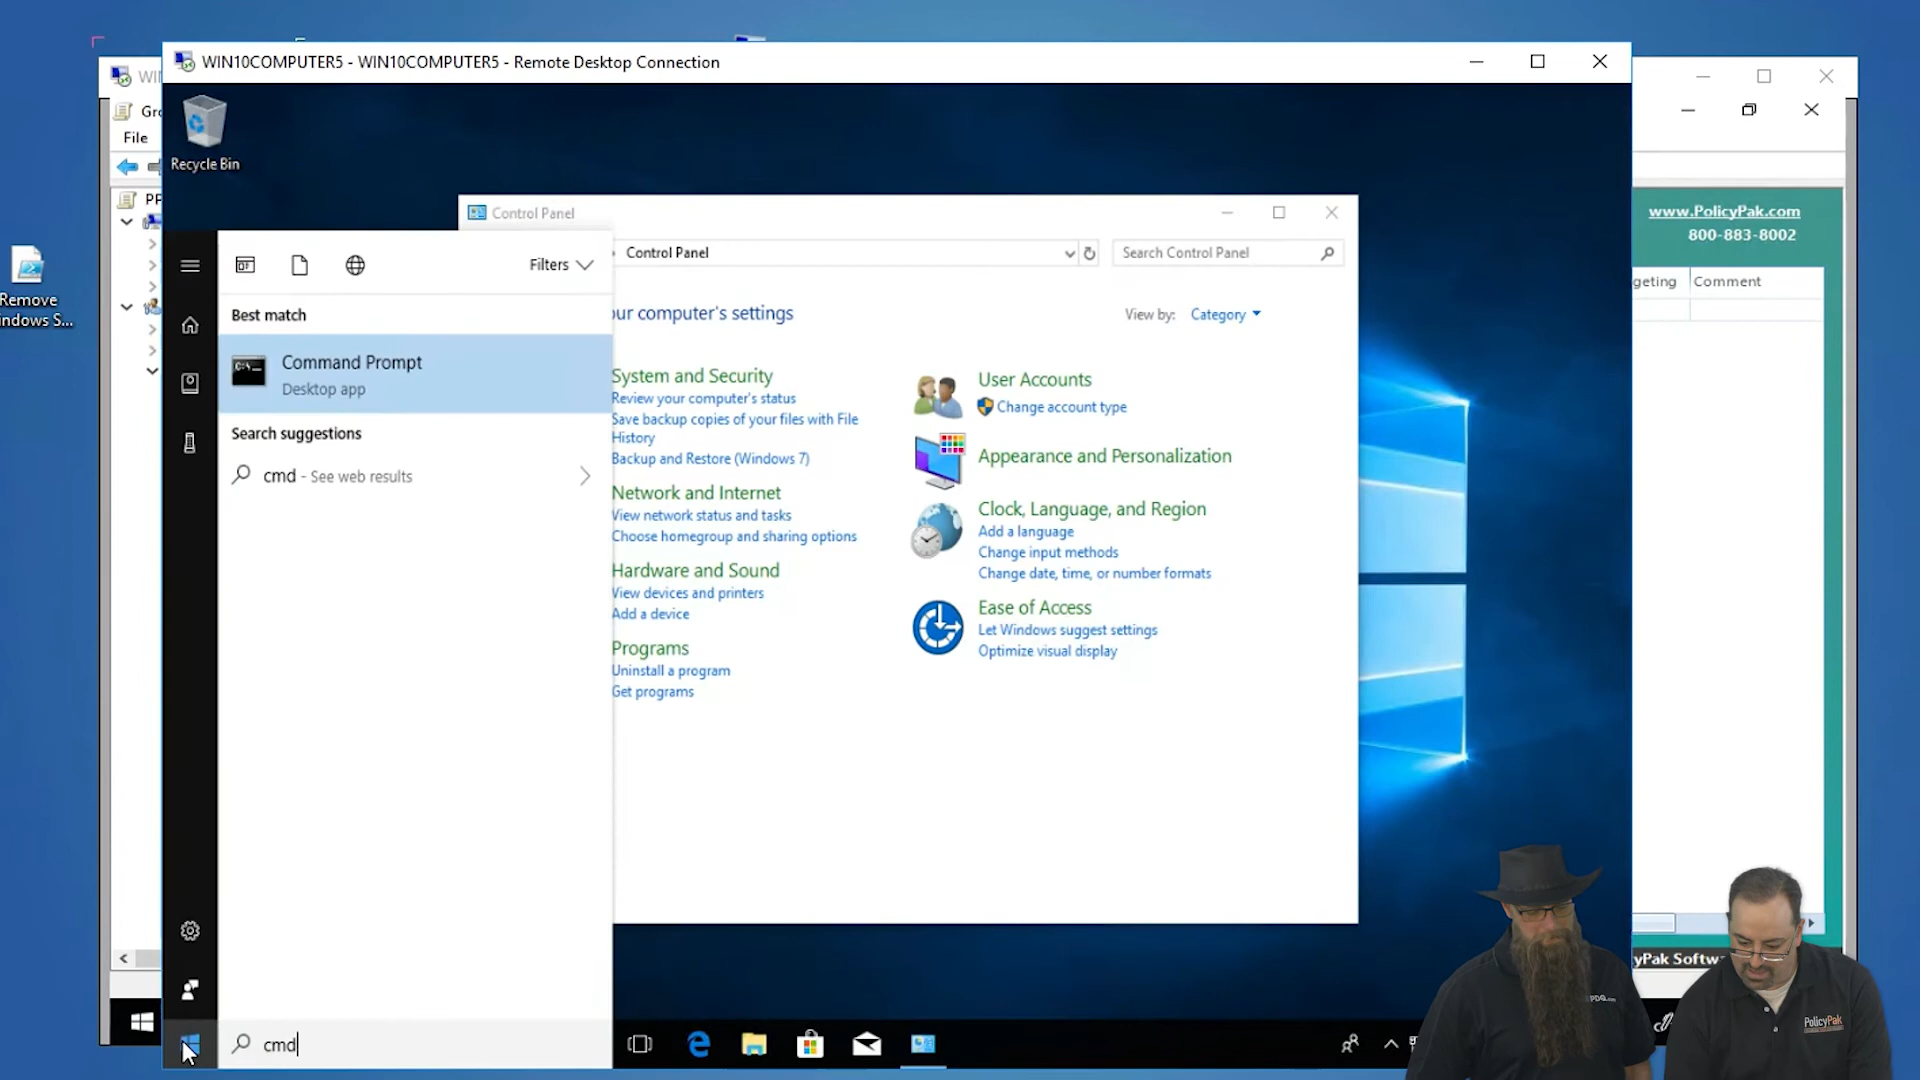 WIN10COMPUTER5 - WIN10COMPUTER5 - Remote Desktop Connection
File
Recycle Bin
Remove
Control Panel
Control Panel
Search Control Panel
www.PolicyPak.com
800-883-8002
Comment
Filters
Best match
Command Prompt
Desktop app
Search suggestions
cmd - See web results
our computer's settings
View by: Category
System and Security
Review your computer's status
Save backup copies of your files with File
History
Backup and Restore (Windows 7)
Network and Internet
View network status and tasks
Choose homegroup and sharing options
Hardware and Sound
View devices and printers
Add a device
Programs
Uninstall a program
Get programs
User Accounts
Change account type
Appearance and Personalization
Clock, Language, and Region
Add a language
Change input methods
Change date, time, or number formats
Ease of Access
Let Windows suggest settings
Optimize visual display
PDQ.com
PolicyPak
cmd